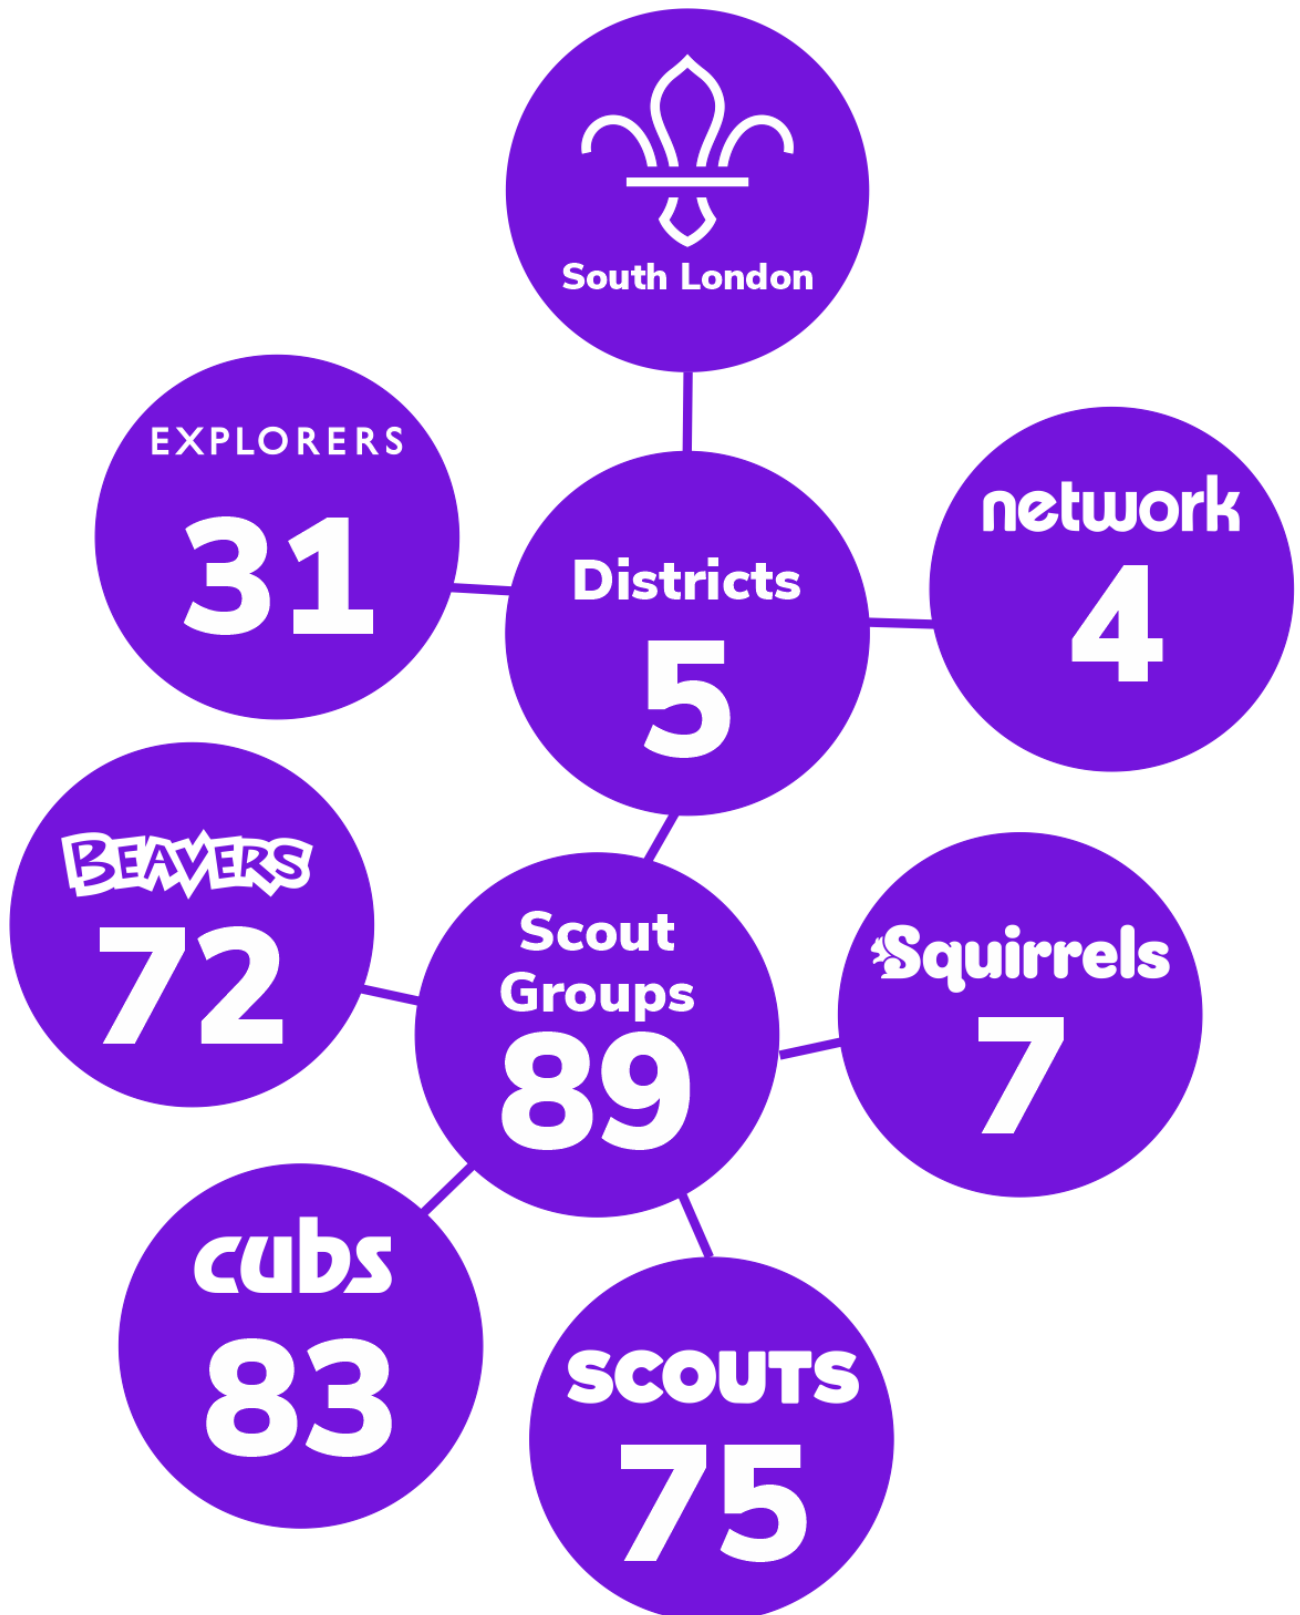 South London
EXPLORERS
31
Districts
5
network
4
BEAVERS
72
Scout
Groups
89
Squirrels
7
cubs
83
SCOUTS
75